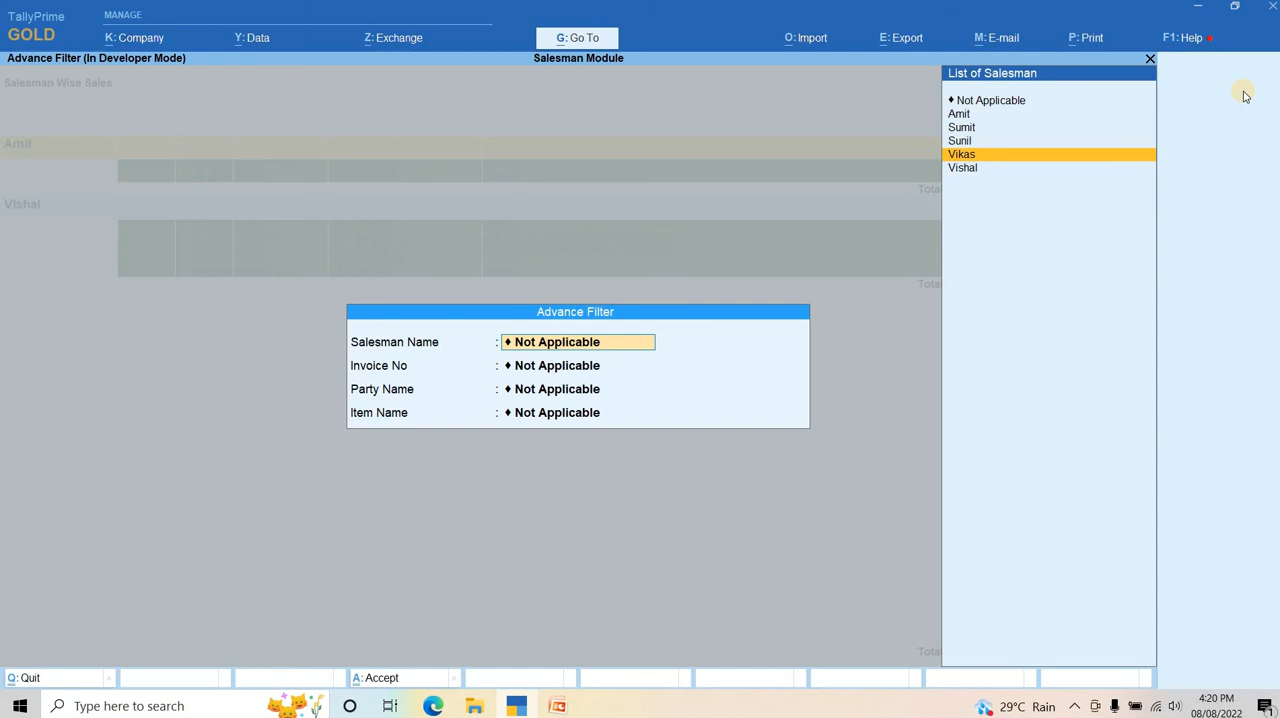 TallyPrime
MANAGE
GOLD
K: Company
Y: Data
Z: Exchange
G: Go To
O: Import
E: Export
M: E-mail
P: Print
F1: Help
Advance Filter (In Developer Mode)
Salesman Module
Salesman Wise Sales
List of Salesman
♦ Not Applicable
Amit
Sumit
Sunil
Vikas
Vishal
Amit
Total
Vishal
Total
Advance Filter
Salesman Name : ♦ Not Applicable
Invoice No : ♦ Not Applicable
Party Name : ♦ Not Applicable
Item Name : ♦ Not Applicable
Total
Q: Quit
A: Accept
Type here to search
29°C Rain
4:20 PM
08/08/2022
1